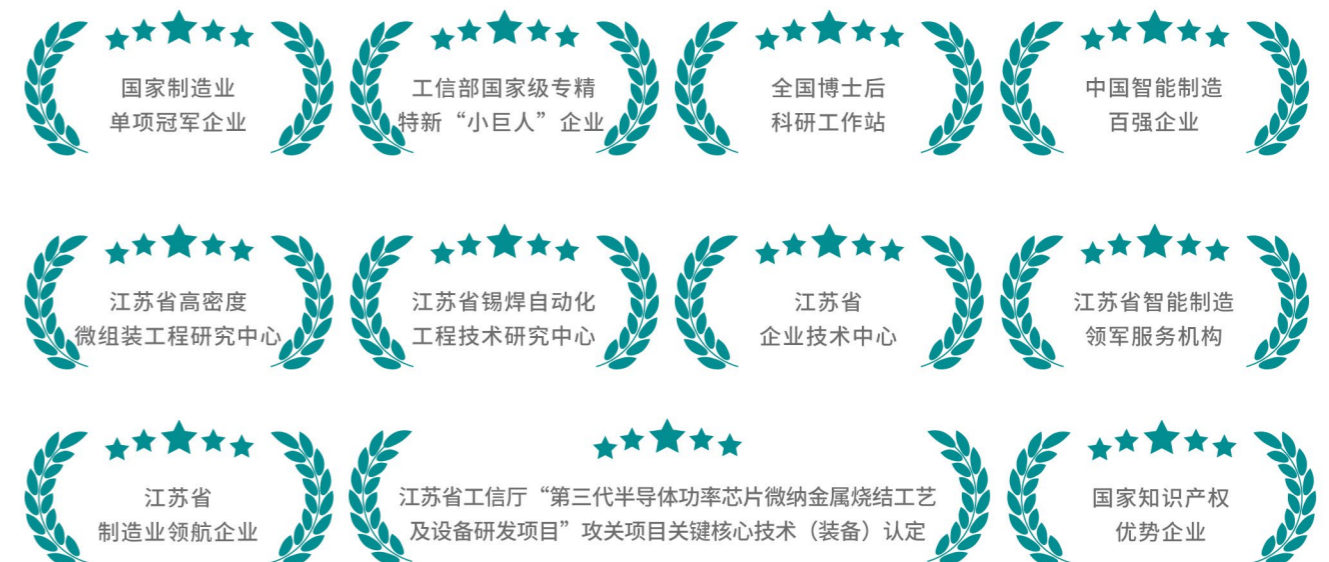 国家制造业
单项冠军企业
工信部国家级专精
特新“小巨人”企业
全国博士后
科研工作站
中国智能制造
百强企业
江苏省高密度
微组装工程研究中心
江苏省锡焊自动化
工程技术研究中心
江苏省
企业技术中心
江苏省智能制造
领军服务机构
江苏省
制造业领航企业
江苏省工信厅“第三代半导体功率芯片微纳金属烧结工艺
及设备研发项目”攻关项目关键核心技术（装备）认定
国家知识产权
优势企业